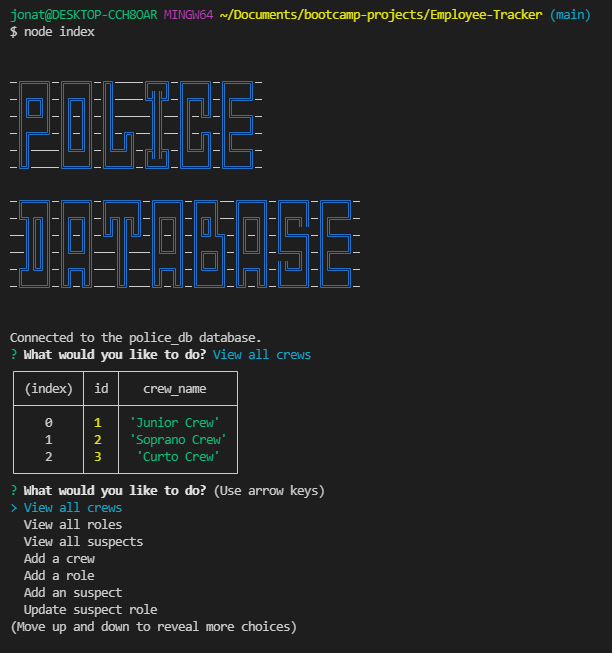 jonat@DESKTOP-CCH8OAR MINGW64 ~/Documents/bootcamp-projects/Employee-Tracker (main)
$ node index
POLICE
DATABASE
Connected to the police_db database.
? What would you like to do? View all crews
(index) id crew_name
0 1 'Junior Crew'
1 2 'Soprano Crew'
2 3 'Curto Crew'
? What would you like to do? (Use arrow keys)
> View all crews
View all roles
View all suspects
Add a crew
Add a role
Add an suspect
Update suspect role
(Move up and down to reveal more choices)